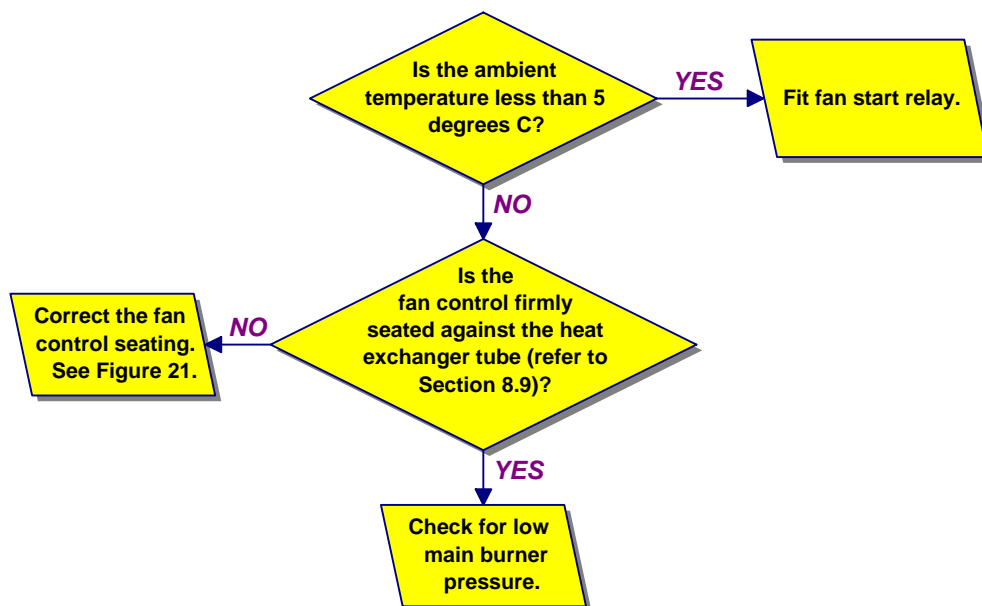 Is the ambient
temperature less than 5
degrees C?
YES
Fit fan start relay.
NO
Is the
fan control firmly
seated against the heat
exchanger tube (refer to
Section 8.9)?
NO
Correct the fan
control seating.
See Figure 21.
YES
Check for low
main burner
pressure.